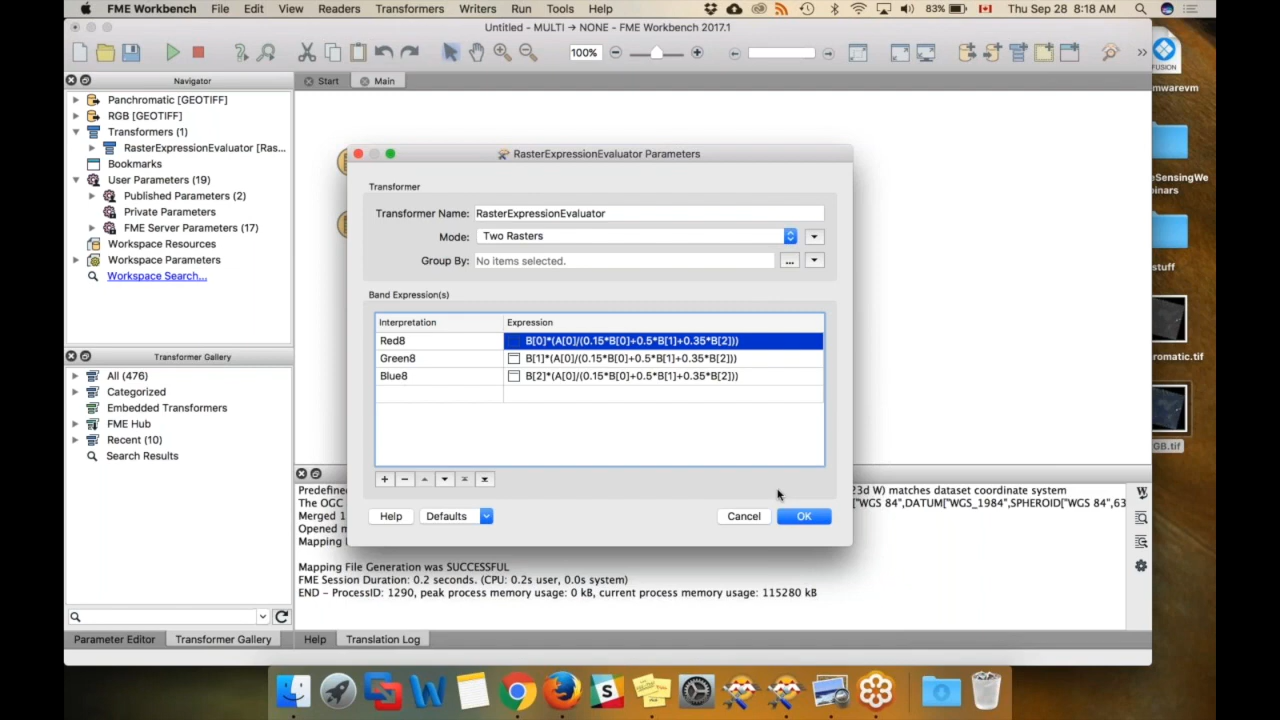 FME Workbench File Edit View Readers Transformers Writers Run Tools Help 83% Thu Sep 28 8:18 AM
Untitled - MULTI → NONE - FME Workbench 2017.1
100%
Navigator
Start
Main
Panchromatic [GEOTIFF]
RGB [GEOTIFF]
Transformers (1)
RasterExpressionEvaluator [Ras...
Bookmarks
User Parameters (19)
Published Parameters (2)
Private Parameters
FME Server Parameters (17)
Workspace Resources
Workspace Parameters
Workspace Search...
Transformer Gallery
All (476)
Categorized
Embedded Transformers
FME Hub
Recent (10)
Search Results
Parameter Editor
Transformer Gallery
RasterExpressionEvaluator Parameters
Transformer
Transformer Name: RasterExpressionEvaluator
Mode: Two Rasters
Group By: No items selected. ...
Band Expression(s)
Interpretation Expression
Red8 B[0]*(A[0]/(0.15*B[0]+0.5*B[1]+0.35*B[2]))
Green8 B[1]*(A[0]/(0.15*B[0]+0.5*B[1]+0.35*B[2]))
Blue8 B[2]*(A[0]/(0.15*B[0]+0.5*B[1]+0.35*B[2]))
Help Defaults Cancel OK
Predefine
23d W) matches dataset coordinate system
The OGC
["WGS 84",DATUM["WGS_1984",SPHEROID["WGS 84",63
Merged 1
Opened m
Mapping
Mapping File Generation was SUCCESSFUL
FME Session Duration: 0.2 seconds. (CPU: 0.2s user, 0.0s system)
END - ProcessID: 1290, peak process memory usage: 0 kB, current process memory usage: 115280 kB
Help
Translation Log
FUSION
mwarevm
eSensingWe
binars
stuff
romatic.tif
GB.tif